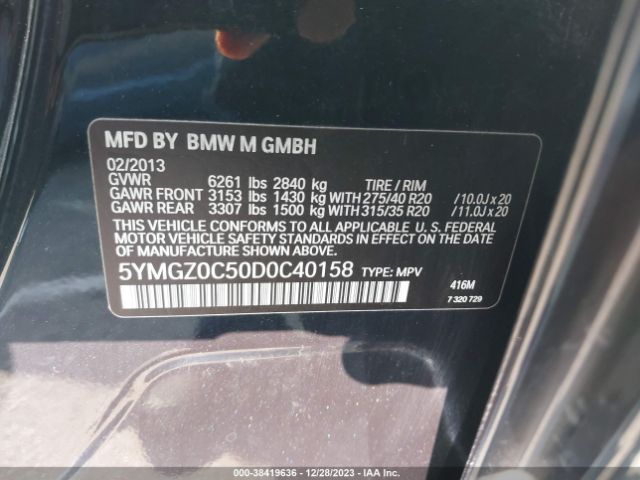 MFD BY BMW M GMBH
02/2013
GVWR 6261 lbs 2840 kg TIRE / RIM
GAWR FRONT 3153 lbs 1430 kg WITH 275/40 R20 /10.0J x 20
GAWR REAR 3307 lbs 1500 kg WITH 315/35 R20 /11.0J x 20
THIS VEHICLE CONFORMS TO ALL APPLICABLE U. S. FEDERAL
MOTOR VEHICLE SAFETY STANDARDS IN EFFECT ON THE DATE
OF MANUFACTURE SHOWN ABOVE.
5YMGZ0C50D0C40158 TYPE: MPV
416M
7 320 729
000-38419636 - 12/28/2023 - IAA Inc.